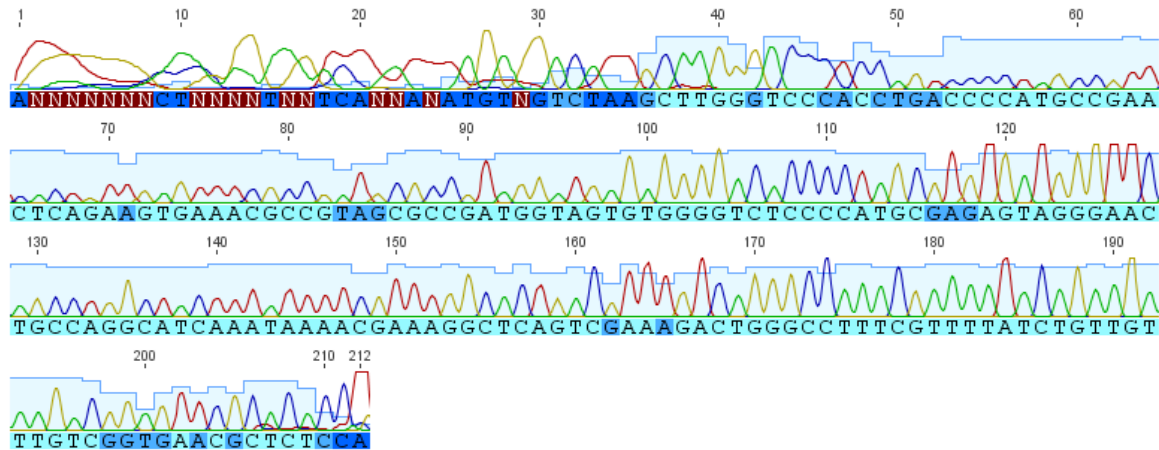 1 10 20 30 40 50 60
ANNNNNNNCTNNNNTNNTCANNANATGTNGTCTAAGCTTGGGTCCCACCTGACCCCATGCCGAA
70 80 90 100 110 120
CTCAGAAGTGAAACGCCGTAGCGCCGATGGTAGTGTGGGGTCTCCCCATGCGAGAGTAGGGAAC
130 140 150 160 170 180 190
TGCCAGGCATCAAATAAAACGAAAGGCTCAGTCGAAAGACTGGGCCTTTCGTTTTATCTGTTGT
200 210 212
TTGTCGGTGAACGCTCTCCA